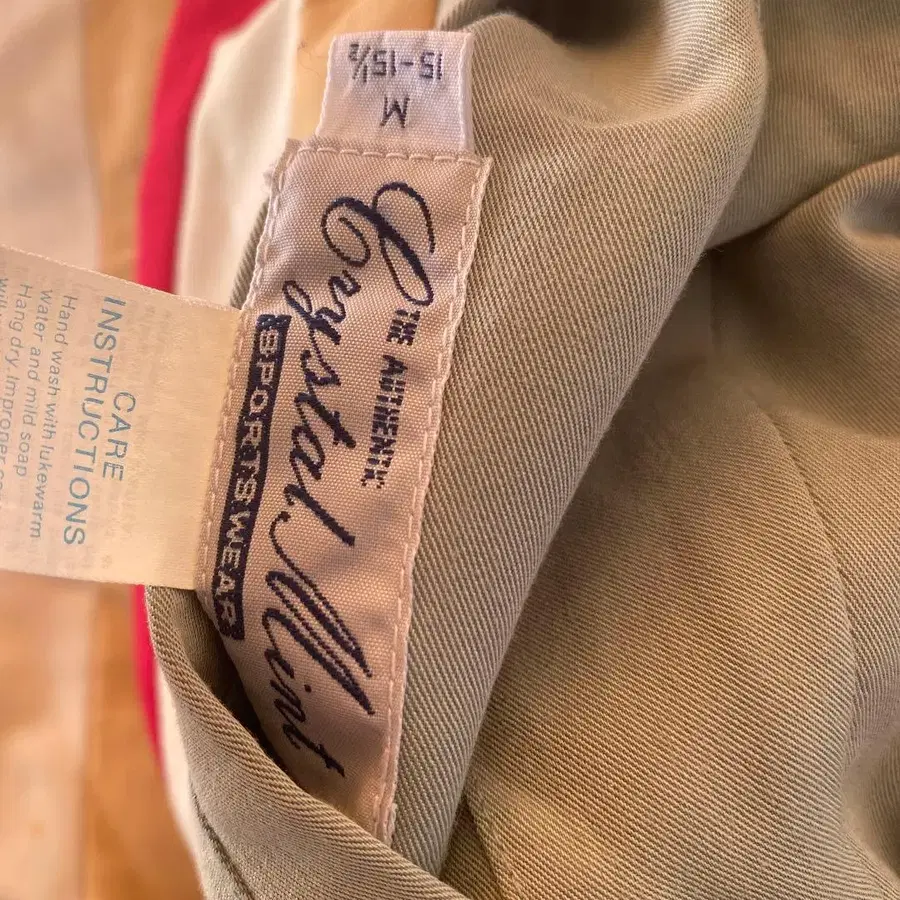 M
15-15½
THE AUTHENTIC
Crystal Mint
SPORTSWEAR
CARE
INSTRUCTIONS
Hand wash with lukewarm
water and mild soap
Hang dry. Improper